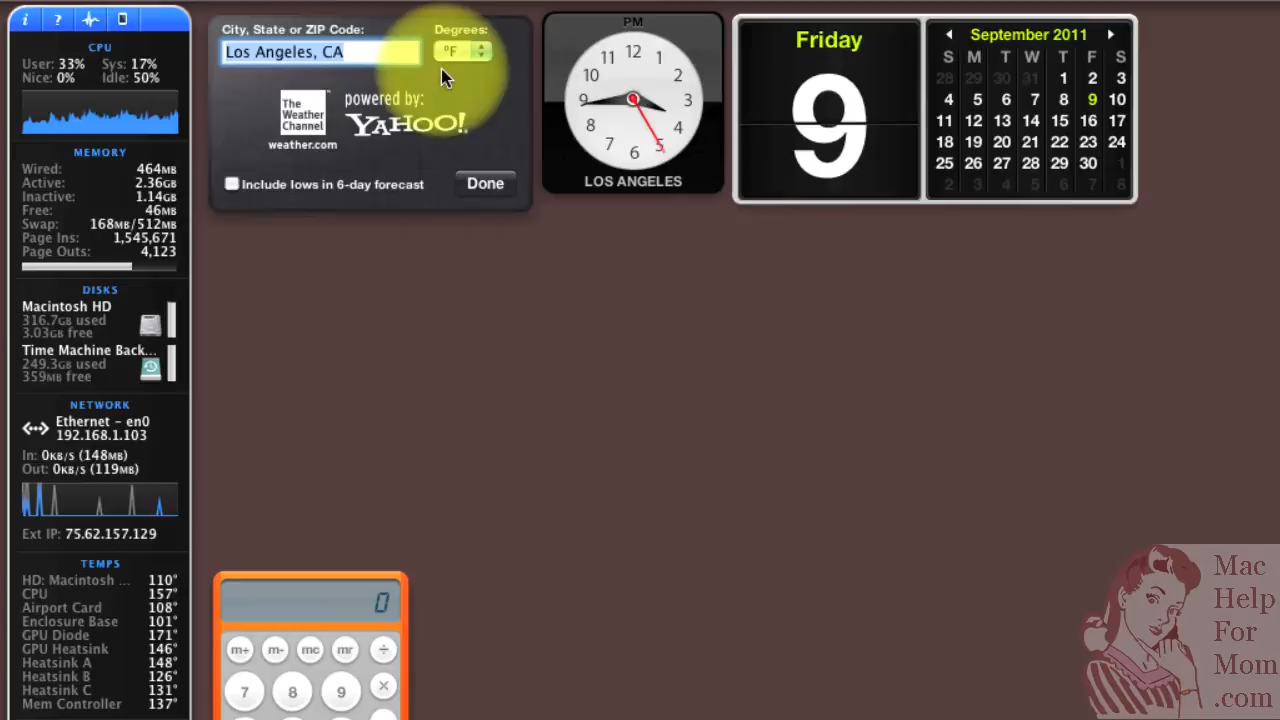 i ?
CPU
User: 33% Sys: 17%
Nice: 0% Idle: 50%
MEMORY
Wired: 464MB
Active: 2.36GB
Inactive: 1.14GB
Free: 46MB
Swap: 168MB/512MB
Page Ins: 1,545,671
Page Outs: 4,123
DISKS
Macintosh HD
316.7GB used
3.03GB free
Time Machine Back...
249.3GB used
359MB free
NETWORK
Ethernet – en0
192.168.1.103
In: 0KB/S (148MB)
Out: 0KB/S (119MB)
Ext IP: 75.62.157.129
TEMPS
HD: Macintosh ... 110°
CPU 157°
Airport Card 108°
Enclosure Base 101°
GPU Diode 171°
GPU Heatsink 146°
Heatsink A 148°
Heatsink B 126°
Heatsink C 131°
Mem Controller 137°
City, State or ZIP Code: Degrees:
Los Angeles, CA °F
The
Weather
Channel
weather.com
powered by:
YAHOO!
Include lows in 6-day forecast Done
PM
12
11 1
10 2
9 3
8 4
7 5
6
LOS ANGELES
Friday
9
September 2011
S M T W T F S
28 29 30 31 1 2 3
4 5 6 7 8 9 10
11 12 13 14 15 16 17
18 19 20 21 22 23 24
25 26 27 28 29 30 1
2 3 4 5 6 7 8
0
m+ m- mc mr ÷
7 8 9 ×
Mac
Help
For
Mom
.com